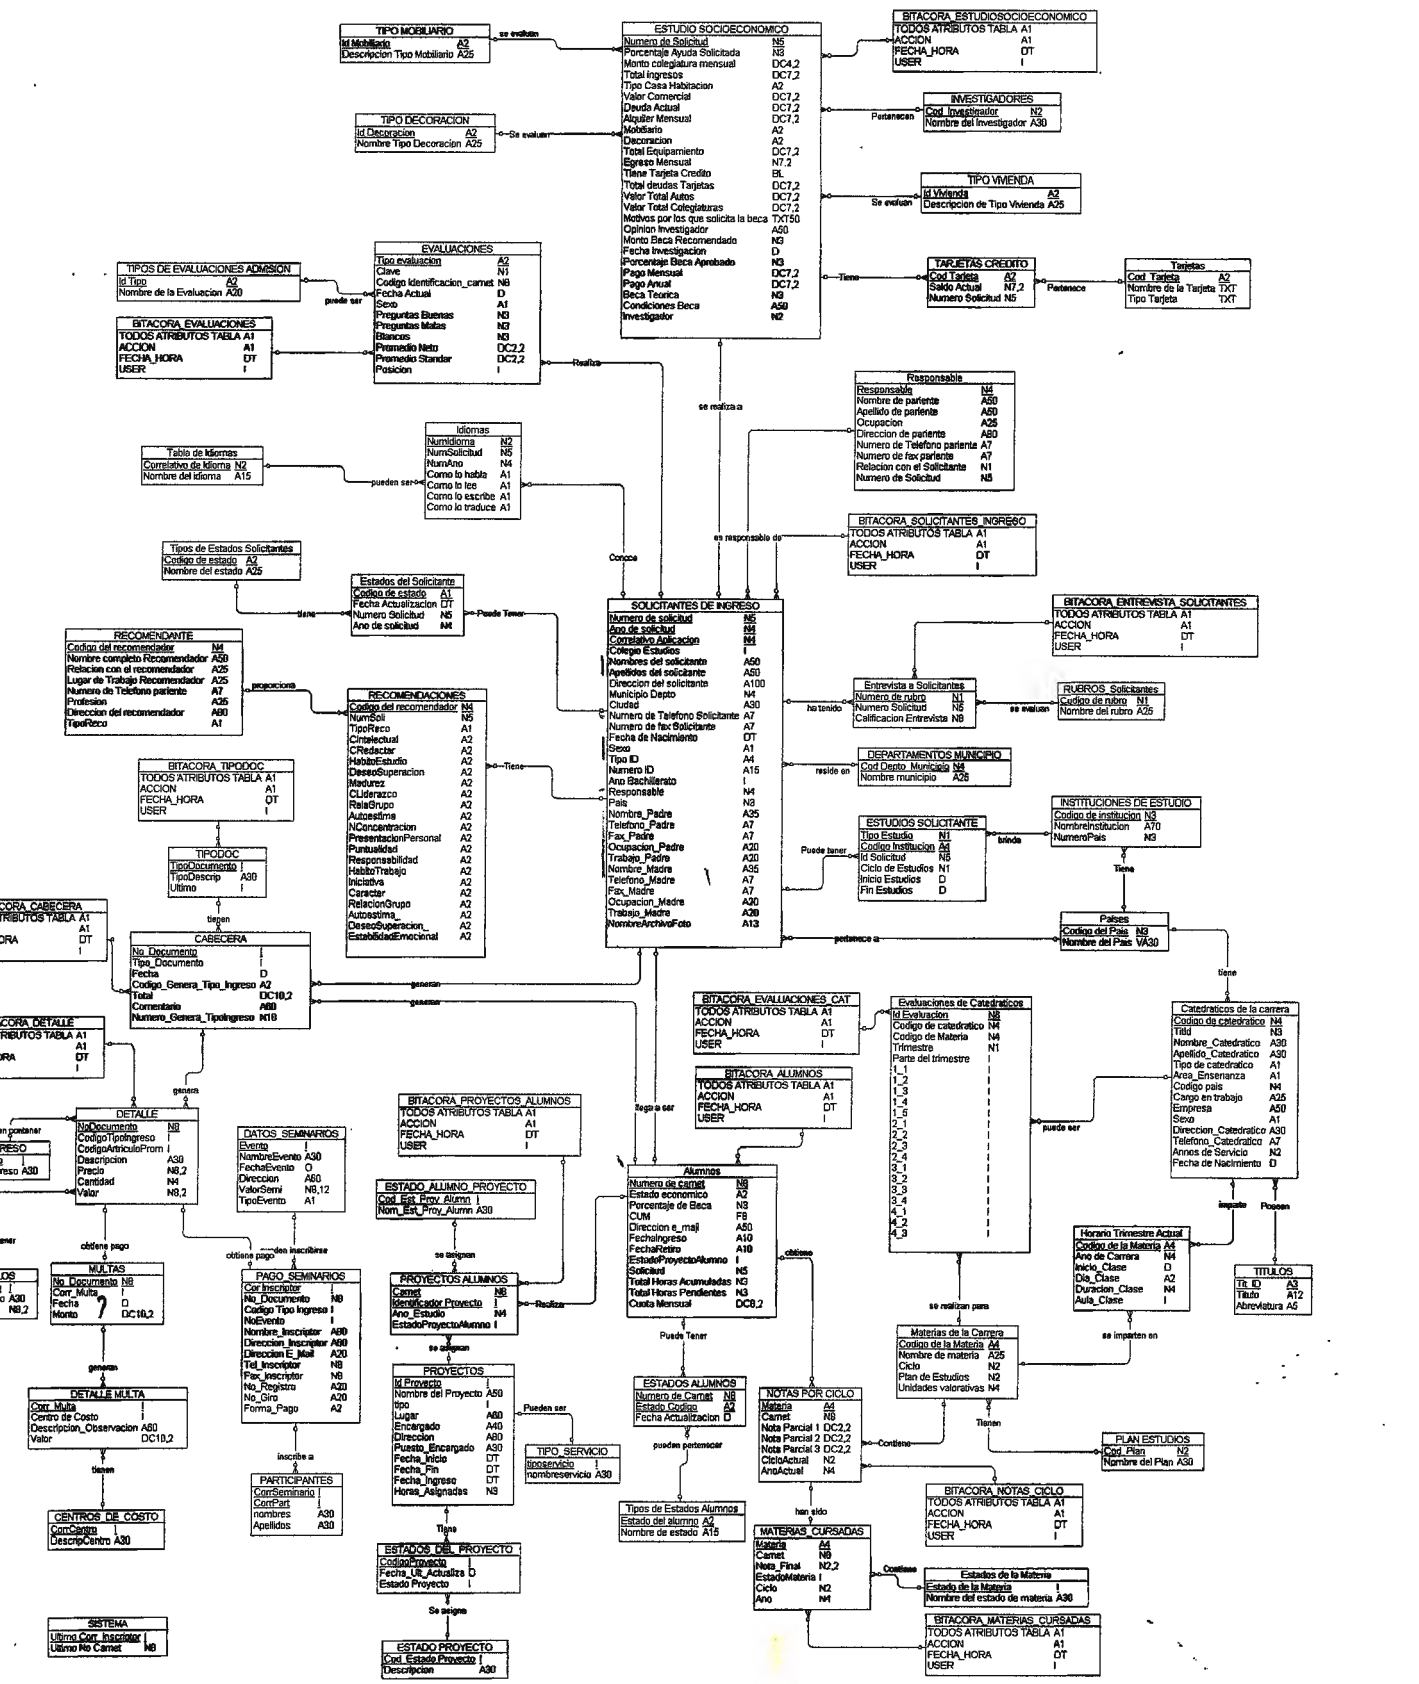 TIPO MOBILIARIO
Id Mobiliario A2
Descripcion Tipo Mobiliario A25
se evaluan
ESTUDIO SOCIOECONOMICO
Numero de Solicitud N5
Porcentaje Ayuda Solicitada N3
Monto colegiatura mensual DC4,2
Total ingresos DC7,2
Tipo Casa Habitacion A2
Valor Comercial DC7,2
Deuda Actual DC7,2
Alquiler Mensual DC7,2
Mobiliario A2
Decoracion A2
Total Equipamiento DC7,2
Egreso Mensual N7,2
Tiene Tarjeta Credito BL
Total deudas Tarjetas DC7,2
Valor Total Autos DC7,2
Valor Total Colegiaturas DC7,2
Motivos por los que solicita la beca TXT50
Opinion Investigador A50
Monto Beca Recomendado N3
Fecha Investigacion D
Porcentaje Beca Aprobado N3
Pago Mensual DC7,2
Pago Anual DC7,2
Beca Teorica N3
Condiciones Beca A50
Investigador N2
BITACORA_ESTUDIOSOCIOECONOMICO
TODOS ATRIBUTOS TABLA A1
ACCION A1
FECHA_HORA DT
USER I
INVESTIGADORES
Cod_Investigador N2
Nombre del Investigador A30
Pertenecen
TIPO DECORACION
Id Decoracion A2
Nombre Tipo Decoracion A25
Se evaluan
TIPO VIVIENDA
Id Vivienda A2
Descripcion de Tipo Vivienda A25
Se evaluan
TARJETAS CREDITO
Cod Tarjeta A2
Saldo Actual N7,2
Numero Solicitud N5
Tiene
Pertenece
Tarjetas
Cod_Tarjeta A2
Nombre de la Tarjeta TXT
Tipo Tarjeta TXT
EVALUACIONES
Tipo evaluacion A2
Clave N1
Codigo Identificacion_carnet N8
Fecha Actual D
Sexo A1
Preguntas Buenas N3
Preguntas Malas N3
Blancos N3
Promedio Neto DC2,2
Promedio Standar DC2,2
Posicion I
TIPOS DE EVALUACIONES ADMISION
Id Tipo A2
Nombre de la Evaluacion A20
puede ser
BITACORA_EVALUACIONES
TODOS ATRIBUTOS TABLA A1
ACCION A1
FECHA_HORA DT
USER I
Realiza
se realiza a
Responsable
Responsable N4
Nombre de pariente A50
Apellido de pariente A50
Ocupacion A25
Direccion de pariente A80
Numero de Telefono pariente A7
Numero de fax pariente A7
Relacion con el Solicitante N1
Numero de Solicitud N5
Idiomas
NumIdioma N2
NumSolicitud N5
NumAno N4
Como lo habla A1
Como lo lee A1
Como lo escribe A1
Como lo traduce A1
Tabla de Idiomas
Correlativo de Idioma N2
Nombre del idioma A15
pueden ser
Conoce
es responsable de
BITACORA_SOLICITANTES_INGRESO
TODOS ATRIBUTOS TABLA A1
ACCION A1
FECHA_HORA DT
USER I
Tipos de Estados Solicitantes
Codigo de estado A2
Nombre del estado A25
Estados del Solicitante
Codigo de estado A1
Fecha Actualizacion DT
Numero Solicitud N5
Ano de solicitud N4
tiene
Puede Tener
SOLICITANTES DE INGRESO
Numero de solicitud N5
Ano de solicitud N4
Correlativo Aplicacion N4
Colegio Estudios I
Nombres del solicitante A50
Apellidos del solicitante A50
Direccion del solicitante A100
Municipio Depto N4
Ciudad A30
Numero de Telefono Solicitante A7
Numero de fax Solicitante A7
Fecha de Nacimiento DT
Sexo A1
Tipo ID A4
Numero ID A15
Ano Bachillerato I
Responsable N4
Pais N3
Nombre_Padre A35
Telefono_Padre A7
Fax_Padre A7
Ocupacion_Padre A20
Trabajo_Padre A20
Nombre_Madre A35
Telefono_Madre A7
Fax_Madre A7
Ocupacion_Madre A20
Trabajo_Madre A20
NombreArchivoFoto A13
BITACORA_ENTREVISTA_SOLICITANTES
TODOS ATRIBUTOS TABLA A1
ACCION A1
FECHA_HORA DT
USER I
RECOMENDANTE
Codigo del recomendador N4
Nombre completo Recomendador A50
Relacion con el recomendador A25
Lugar de Trabajo Recomendador A25
Numero de Telefono pariente A7
Profesion A25
Direccion del recomendador A80
TipoReco A1
proporciona
RECOMENDACIONES
Codigo del recomendador N4
NumSoli N5
TipoReco A1
CIntelectual A2
CRedactar A2
HabitoEstudio A2
DeseoSuperacion A2
Madurez A2
CLiderazco A2
RelaGrupo A2
Autoestima A2
NConcentracion A2
PresentacionPersonal A2
Puntualidad A2
Responsabilidad A2
HabitoTrabajo A2
Iniciativa A2
Caracter A2
RelacionGrupo A2
Autoestima_ A2
DeseoSuperacion_ A2
EstabilidadEmocional A2
Tiene
Entrevista a Solicitantes
Numero de rubro N1
Numero Solicitud N5
Calificacion Entrevista N8
ha tenido
se evaluan
RUBROS_Solicitantes
Codigo de rubro N1
Nombre del rubro A25
DEPARTAMENTOS MUNICIPIO
Cod Depto_Municipio N4
Nombre municipio A25
reside en
BITACORA_TIPODOC
TODOS ATRIBUTOS TABLA A1
ACCION A1
FECHA_HORA DT
USER I
ESTUDIOS SOLICITANTE
Tipo Estudio N1
Codigo Institucion A4
Id Solicitud N5
Ciclo de Estudios N1
Inicio Estudios D
Fin Estudios D
Puede tener
brinda
INSTITUCIONES DE ESTUDIO
Codigo de institucion N3
NombreInstitucion A70
NumeroPais N3
Tiene
TIPODOC
TipoDocumento I
TipoDescrip A30
Ultimo I
tienen
Paises
Codigo del Pais N3
Nombre del Pais VA30
pertenece a
tiene
CORA_CABECERA
TRIBUTOS TABLA A1
A1
ORA DT
I
CABECERA
No_Documento I
Tipo_Documento I
Fecha D
Codigo_Genera_Tipo_Ingreso A2
Total DC10,2
Comentario A60
Numero_Genera_TipoIngreso N18
generan
generan
BITACORA_EVALUACIONES_CAT
TODOS ATRIBUTOS TABLA A1
ACCION A1
FECHA_HORA DT
USER I
Evaluaciones de Catedraticos
Id Evaluacion N8
Codigo de catedratico N4
Codigo de Materia N4
Trimestre N1
Parte del trimestre I
1_1 I
1_2 I
1_3 I
1_4 I
1_5 I
2_1 I
2_2 I
2_3 I
2_4 I
3_1 I
3_2 I
3_3 I
3_4 I
4_1 I
4_2 I
4_3 I
Catedraticos de la carrera
Codigo de catedratico N4
TitId N3
Nombre_Catedratico A30
Apellido_Catedratico A30
Tipo de catedratico A1
Area_Ensenanza A1
Codigo pais N4
Cargo en trabajo A25
Empresa A50
Sexo A1
Direccion_Catedratico A30
Telefono_Catedratico A7
Annos de Servicio N2
Fecha de Nacimiento D
puede ser
CORA_DETALLE
TRIBUTOS TABLA A1
A1
ORA DT
I
genera
BITACORA_ALUMNOS
TODOS ATRIBUTOS TABLA A1
ACCION A1
FECHA_HORA DT
USER I
llega a ser
BITACORA_PROYECTOS_ALUMNOS
TODOS ATRIBUTOS TABLA A1
ACCION A1
FECHA_HORA DT
USER I
DETALLE
NoDocumento N8
CodigoTipoIngreso I
CodigoArticuloProm I
Descripcion A30
Precio N8,2
Cantidad N4
Valor N8,2
RESO
I
reso A30
DATOS_SEMINARIOS
Evento I
NombreEvento A30
FechaEvento O
Direccion A60
ValorSemi N8,12
TipoEvento A1
ESTADO_ALUMNO_PROYECTO
Cod_Est_Proy_Alumn I
Nom_Est_Proy_Alumn A30
Alumnos
Numero de carnet N8
Estado economico A2
Porcentaje de Beca N3
CUM F8
Direccion e_mail A50
FechaIngreso A10
FechaRetiro A10
EstadoProyectoAlumno I
Solicitud N5
Total Horas Acumuladas N3
Total Horas Pendientes N3
Cuota Mensual DC8,2
obtiene
obtiene pago
obtiene pago
se asignan
MULTAS
No_Documento N8
Corr_Multa I
Fecha D
Monto DC10,2
PAGO_SEMINARIOS
Cor Inscriptor I
No_Documento N8
Codigo Tipo Ingreso I
NoEvento I
Nombre_Inscriptor A80
Direccion_Inscriptor A60
Direccion E_Mail A20
Tel_Inscriptor N8
Fax_Inscriptor N8
No_Registro A20
No_Giro A20
Forma_Pago A2
PROYECTOS ALUMNOS
Carnet N8
Identificador Proyecto I
Ano_Estudio N4
EstadoProyectoAlumno I
Realiza
se asignan
Horario Trimestre Actual
Codigo de la Materia A4
Ano de Carrera N4
Inicio_Clase D
Dia_Clase A2
Duracion_Clase N4
Aula_Clase I
imparte
Poseen
TITULOS
Tit_ID A3
Titulo A12
Abreviatura A5
se realizan para
se imparten en
Materias de la Carrera
Codigo de la Materia A4
Nombre de materia A25
Ciclo N2
Plan de Estudios N2
Unidades valorativas N4
generan
DETALLE MULTA
Corr_Multa I
Centro de Costo I
Descripcion_Observacion A60
Valor DC10,2
tienen
inscribe a
PROYECTOS
Id Proyecto I
Nombre del Proyecto A50
tipo I
Lugar A60
Encargado A40
Direccion A80
Puesto_Encargado A30
Fecha_Inicio DT
Fecha_Fin DT
Fecha_Ingreso DT
Horas_Asignadas N3
Pueden ser
TIPO_SERVICIO
tiposervicio I
nombreservicio A30
Puede Tener
ESTADOS ALUMNOS
Numero de Carnet N8
Estado Codigo A2
Fecha Actualizacion D
pueden pertenecer
NOTAS POR CICLO
Materia A4
Carnet N8
Nota Parcial 1 DC2,2
Nota Parcial 2 DC2,2
Nota Parcial 3 DC2,2
CicloActual N2
AnoActual N4
Contiene
Tienen
PLAN ESTUDIOS
Cod_Plan N2
Nombre del Plan A30
PARTICIPANTES
CorrSeminario I
CorrPart I
nombres A30
Apellidos A30
BITACORA_NOTAS_CICLO
TODOS ATRIBUTOS TABLA A1
ACCION A1
FECHA_HORA DT
USER I
Tipos de Estados Alumnos
Estado del alumno A2
Nombre de estado A15
han sido
CENTROS_DE_COSTO
CorrCentro I
DescripCentro A30
Tiene
ESTADOS_DEL_PROYECTO
CodigoProyecto I
Fecha_Ult_Actualiza D
Estado Proyecto I
MATERIAS_CURSADAS
Materia A4
Carnet N8
Nota_Final N2,2
EstadoMateria I
Ciclo N2
Ano N4
Contiene
Estados de la Materia
Estado de la Materia I
Nombre del estado de materia A30
Se asigna
SISTEMA
Ultimo Corr_Inscriptor I
Ultimo No Carnet N8
ESTADO PROYECTO
Cod_Estado Proyecto I
Descripcion A30
BITACORA_MATERIAS_CURSADAS
TODOS ATRIBUTOS TABLA A1
ACCION A1
FECHA_HORA DT
USER I